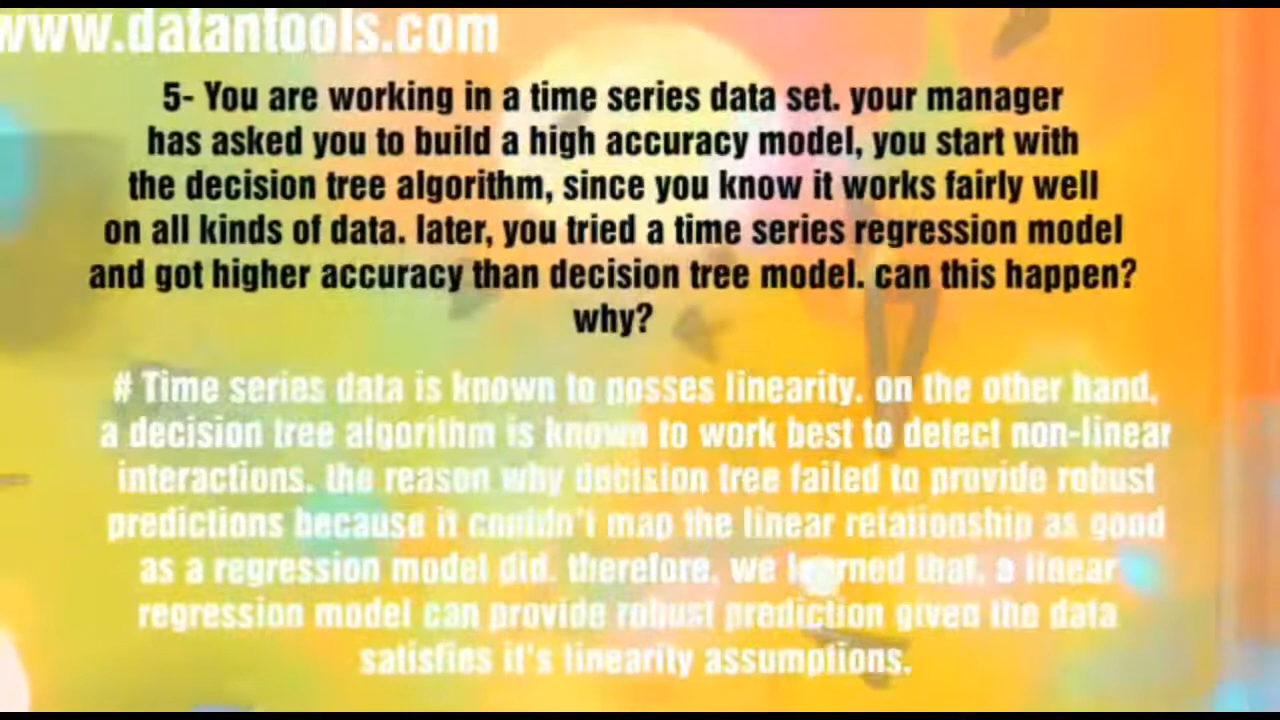 www.datantools.com
5- You are working in a time series data set. your manager
has asked you to build a high accuracy model, you start with
the decision tree algorithm, since you know it works fairly well
on all kinds of data. later, you tried a time series regression model
and got higher accuracy than decision tree model. can this happen?
why?
# Time series data is known to posses linearity. on the other hand,
a decision tree algorithm is known to work best to detect non-linear
interactions. the reason why decision tree failed to provide robust
predictions because it couldn't map the linear relationship as good
as a regression model did. therefore, we learned that, a linear
regression model can provide robust prediction given the data
satisfies it's linearity assumptions.